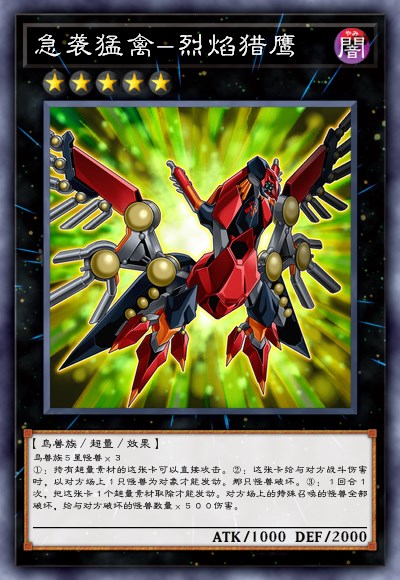 急袭猛禽-烈焰猎鹰
闇
やみ
【鸟兽族/超量/效果】
鸟兽族5星怪兽×3
①：持有超量素材的这张卡可以直接攻击。②：这张卡给与对方战斗伤害
时，以对方场上1只怪兽为对象才能发动。那只怪兽破坏。③：1回合1
次，把这张卡1个超量素材取除才能发动。对方场上的特殊召唤的怪兽全部
破坏，给与对方破坏的怪兽数量×500伤害。
ATK/1000 DEF/2000